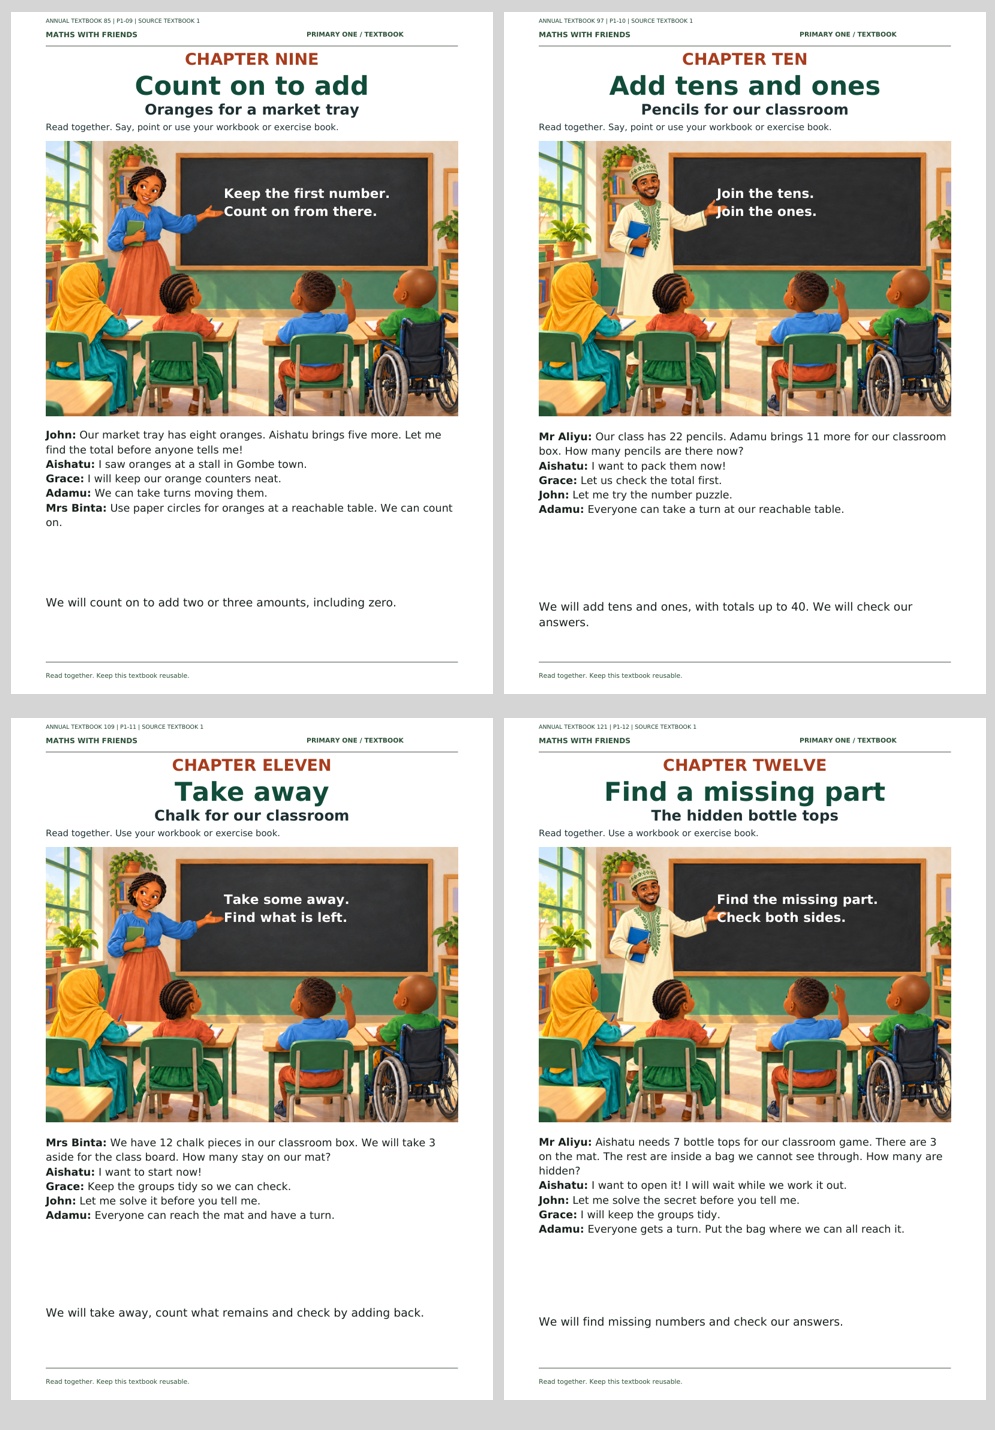 ANNUAL TEXTBOOK 85 | P1-09 | SOURCE TEXTBOOK 1
MATHS WITH FRIENDS
PRIMARY ONE / TEXTBOOK
CHAPTER NINE
Count on to add
Oranges for a market tray
Read together. Say, point or use your workbook or exercise book.
Keep the first number.
Count on from there.
John: Our market tray has eight oranges. Aishatu brings five more. Let me
find the total before anyone tells me!
Aishatu: I saw oranges at a stall in Gombe town.
Grace: I will keep our orange counters neat.
Adamu: We can take turns moving them.
Mrs Binta: Use paper circles for oranges at a reachable table. We can count
on.
We will count on to add two or three amounts, including zero.
Read together. Keep this textbook reusable.
ANNUAL TEXTBOOK 97 | P1-10 | SOURCE TEXTBOOK 1
MATHS WITH FRIENDS
PRIMARY ONE / TEXTBOOK
CHAPTER TEN
Add tens and ones
Pencils for our classroom
Read together. Say, point or use your workbook or exercise book.
Join the tens.
Join the ones.
Mr Aliyu: Our class has 22 pencils. Adamu brings 11 more for our classroom
box. How many pencils are there now?
Aishatu: I want to pack them now!
Grace: Let us check the total first.
John: Let me try the number puzzle.
Adamu: Everyone can take a turn at our reachable table.
We will add tens and ones, with totals up to 40. We will check our
answers.
Read together. Keep this textbook reusable.
ANNUAL TEXTBOOK 109 | P1-11 | SOURCE TEXTBOOK 1
MATHS WITH FRIENDS
PRIMARY ONE / TEXTBOOK
CHAPTER ELEVEN
Take away
Chalk for our classroom
Read together. Use your workbook or exercise book.
Take some away.
Find what is left.
Mrs Binta: We have 12 chalk pieces in our classroom box. We will take 3
aside for the class board. How many stay on our mat?
Aishatu: I want to start now!
Grace: Keep the groups tidy so we can check.
John: Let me solve it before you tell me.
Adamu: Everyone can reach the mat and have a turn.
We will take away, count what remains and check by adding back.
Read together. Keep this textbook reusable.
ANNUAL TEXTBOOK 121 | P1-12 | SOURCE TEXTBOOK 1
MATHS WITH FRIENDS
PRIMARY ONE / TEXTBOOK
CHAPTER TWELVE
Find a missing part
The hidden bottle tops
Read together. Use a workbook or exercise book.
Find the missing part.
Check both sides.
Mr Aliyu: Aishatu needs 7 bottle tops for our classroom game. There are 3
on the mat. The rest are inside a bag we cannot see through. How many are
hidden?
Aishatu: I want to open it! I will wait while we work it out.
John: Let me solve the secret before you tell me.
Grace: I will keep the groups tidy.
Adamu: Everyone gets a turn. Put the bag where we can all reach it.
We will find missing numbers and check our answers.
Read together. Keep this textbook reusable.